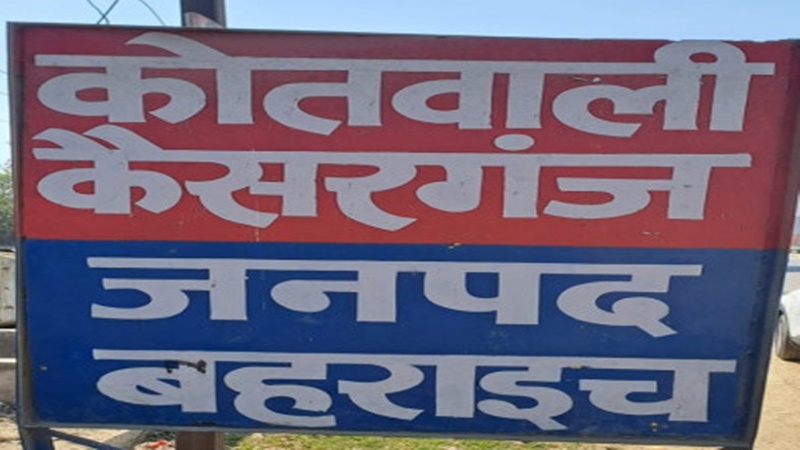 कोतवाली
कैसरगंज
जनपद
बहराइच